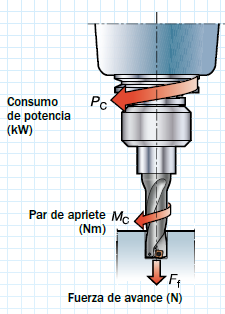 Consumo Pc
de potencia
(kW)
Par de apriete Mc
(Nm)
Ff
Fuerza de avance (N)